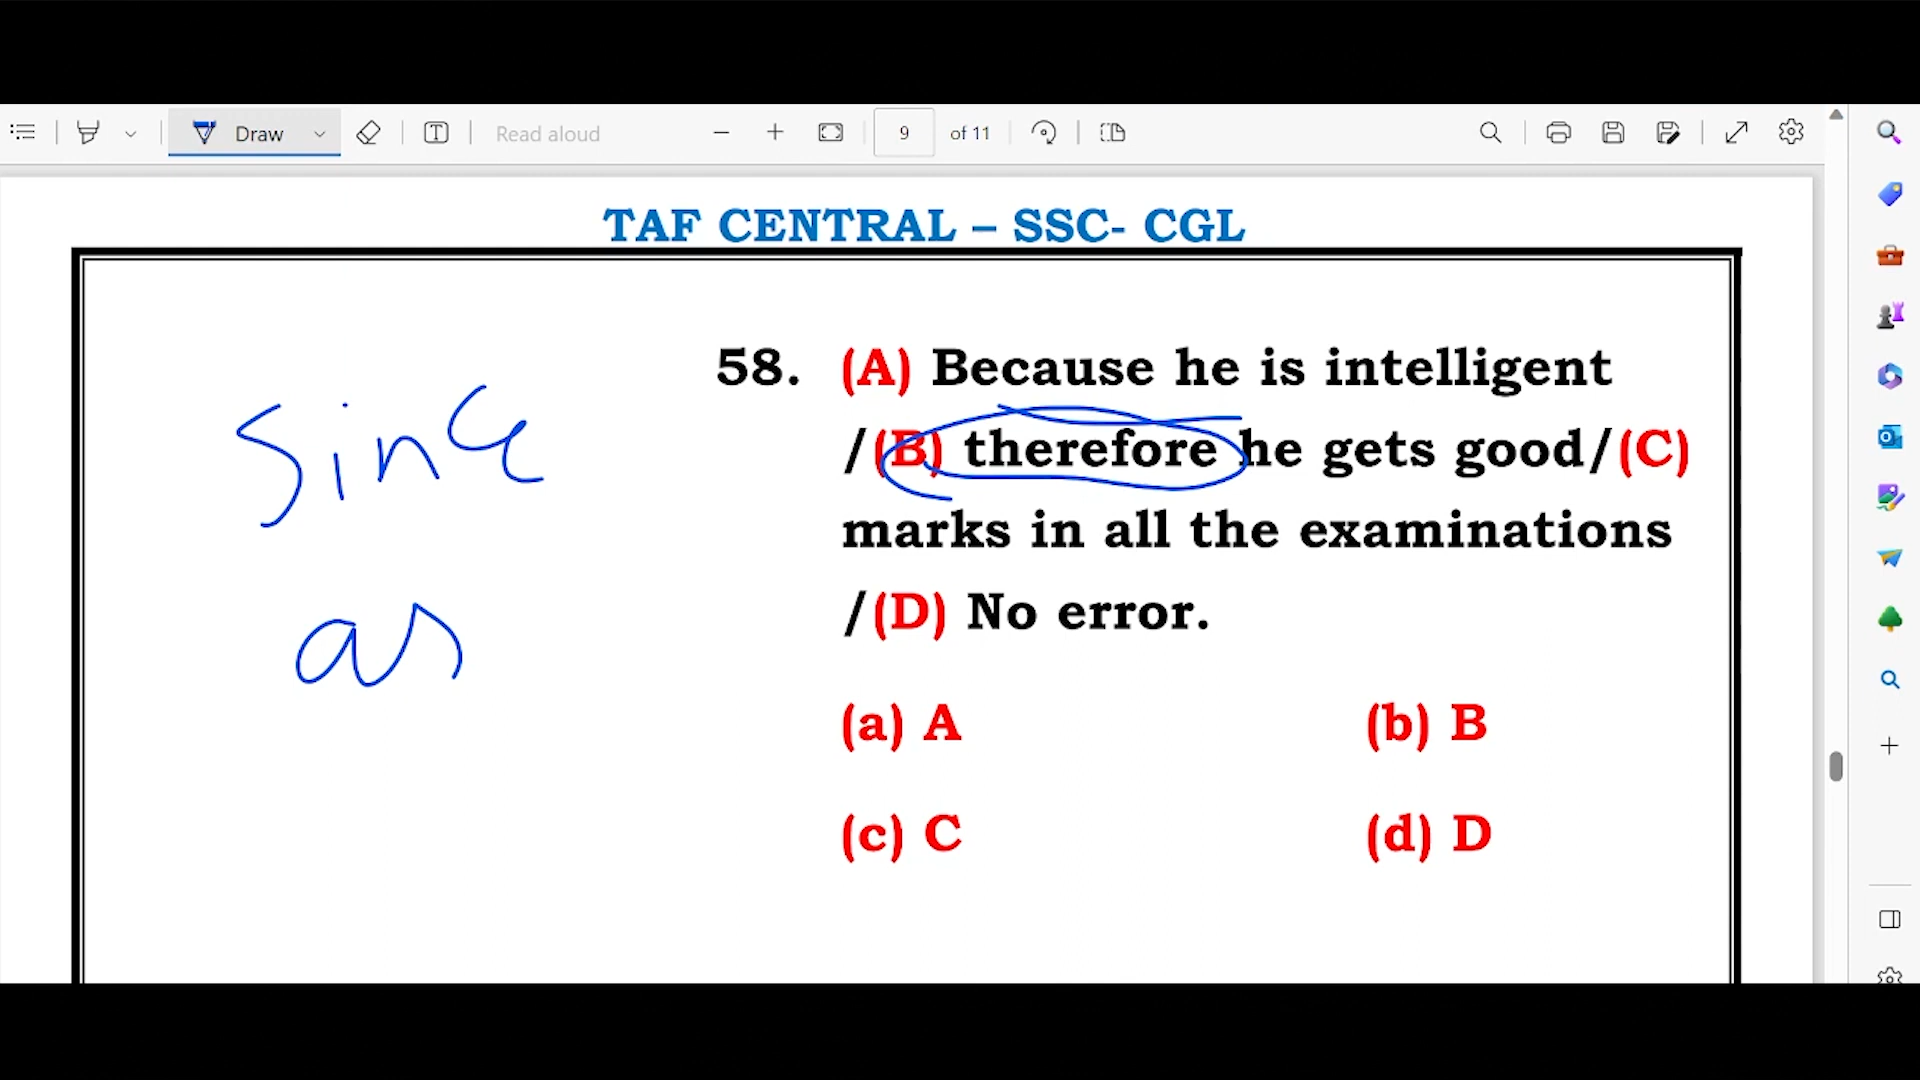 Draw
Read aloud
9
of 11
TAF CENTRAL – SSC- CGL
58. (A) Because he is intelligent
/(B) therefore he gets good/(C)
marks in all the examinations
/(D) No error.
(a) A
(b) B
(c) C
(d) D
Since
as